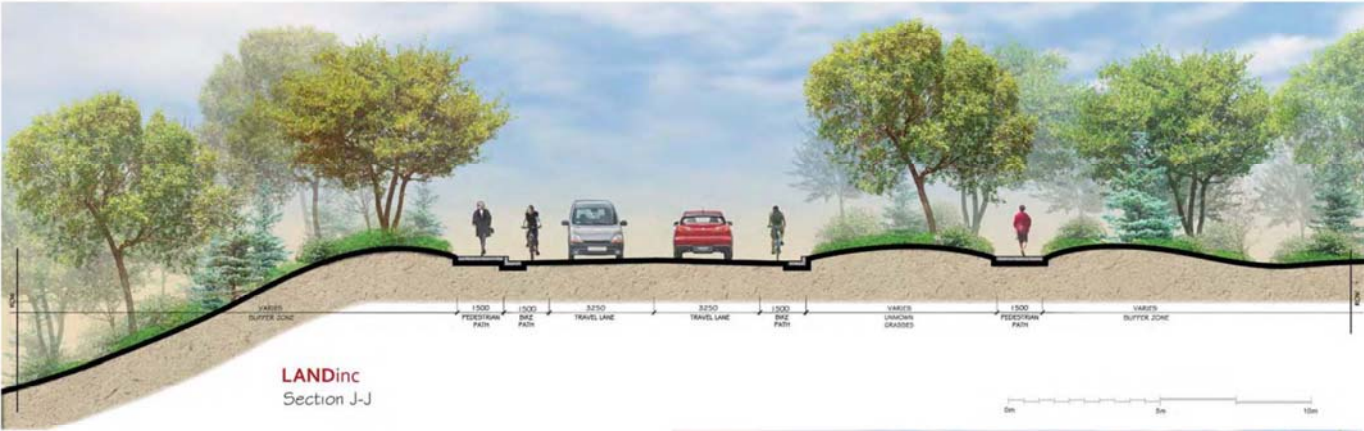 VARIES
BUFFER ZONE
1500
PEDESTRIAN
PATH
1500
BIKE
PATH
3250
TRAVEL LANE
3250
TRAVEL LANE
1500
BIKE
PATH
VARIES
UNMOWN
GRASSES
1500
PEDESTRIAN
PATH
VARIES
BUFFER ZONE
LANDinc
Section J-J
0m 5m 10m